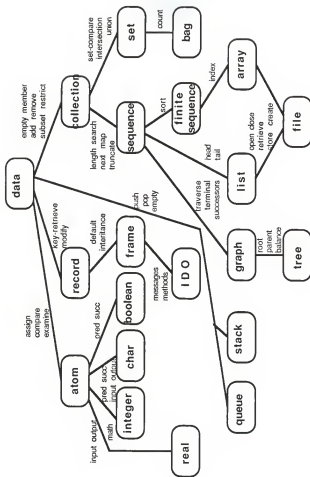 data
assign
compare
examine
key-retrieve
modify
empty member
add remove
subset restrict
push
pop
empty
atom
record
collection
input output
math
pred succ
input output
pred succ
default
inheritance
length search
next map
truncate
set-compare
intersection
union
real
integer
char
boolean
frame
messages
methods
IDO
sequence
set
count
bag
queue
stack
traverse
terminal
successors
head
tail
sort
graph
list
finite
sequence
index
array
root
parent
balance
tree
open close
retrieve
store create
file